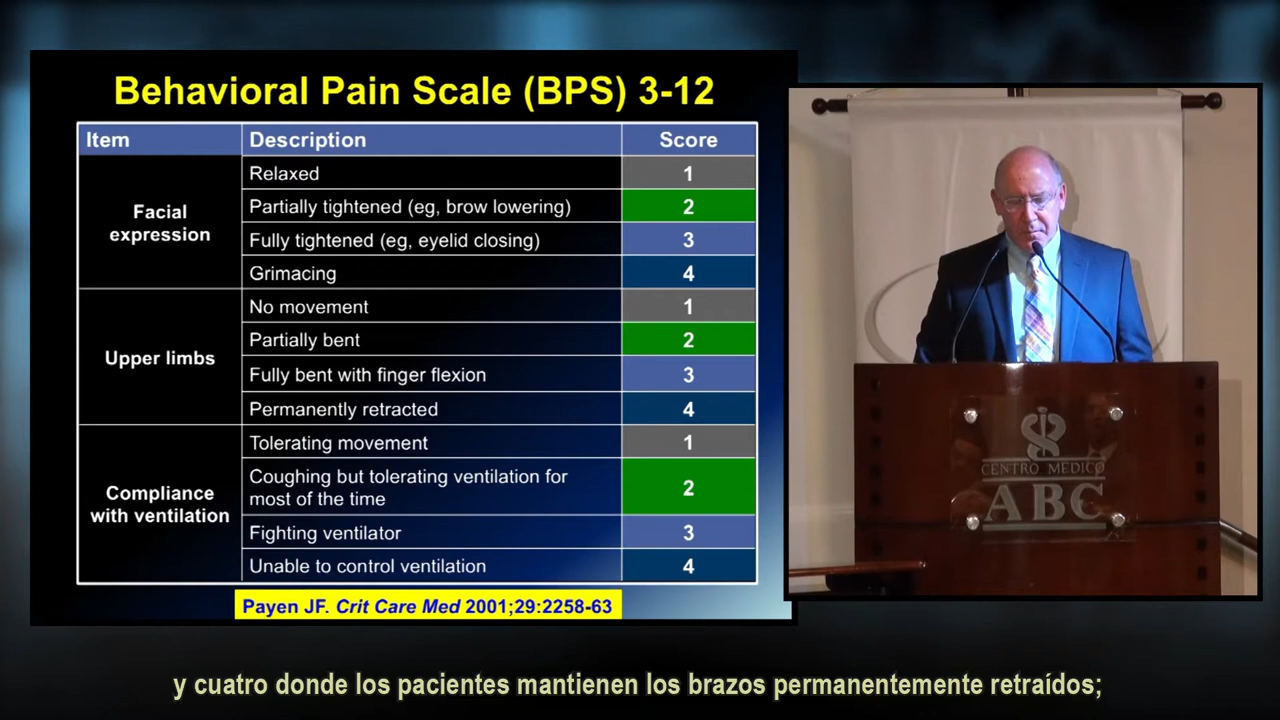 Behavioral Pain Scale (BPS) 3-12
Item Description Score
Facial expression
Relaxed 1
Partially tightened (eg, brow lowering) 2
Fully tightened (eg, eyelid closing) 3
Grimacing 4
Upper limbs
No movement 1
Partially bent 2
Fully bent with finger flexion 3
Permanently retracted 4
Compliance with ventilation
Tolerating movement 1
Coughing but tolerating ventilation for
most of the time 2
Fighting ventilator 3
Unable to control ventilation 4
Payen JF. Crit Care Med 2001;29:2258-63
CENTRO MEDICO
ABC
y cuatro donde los pacientes mantienen los brazos permanentemente retraídos;